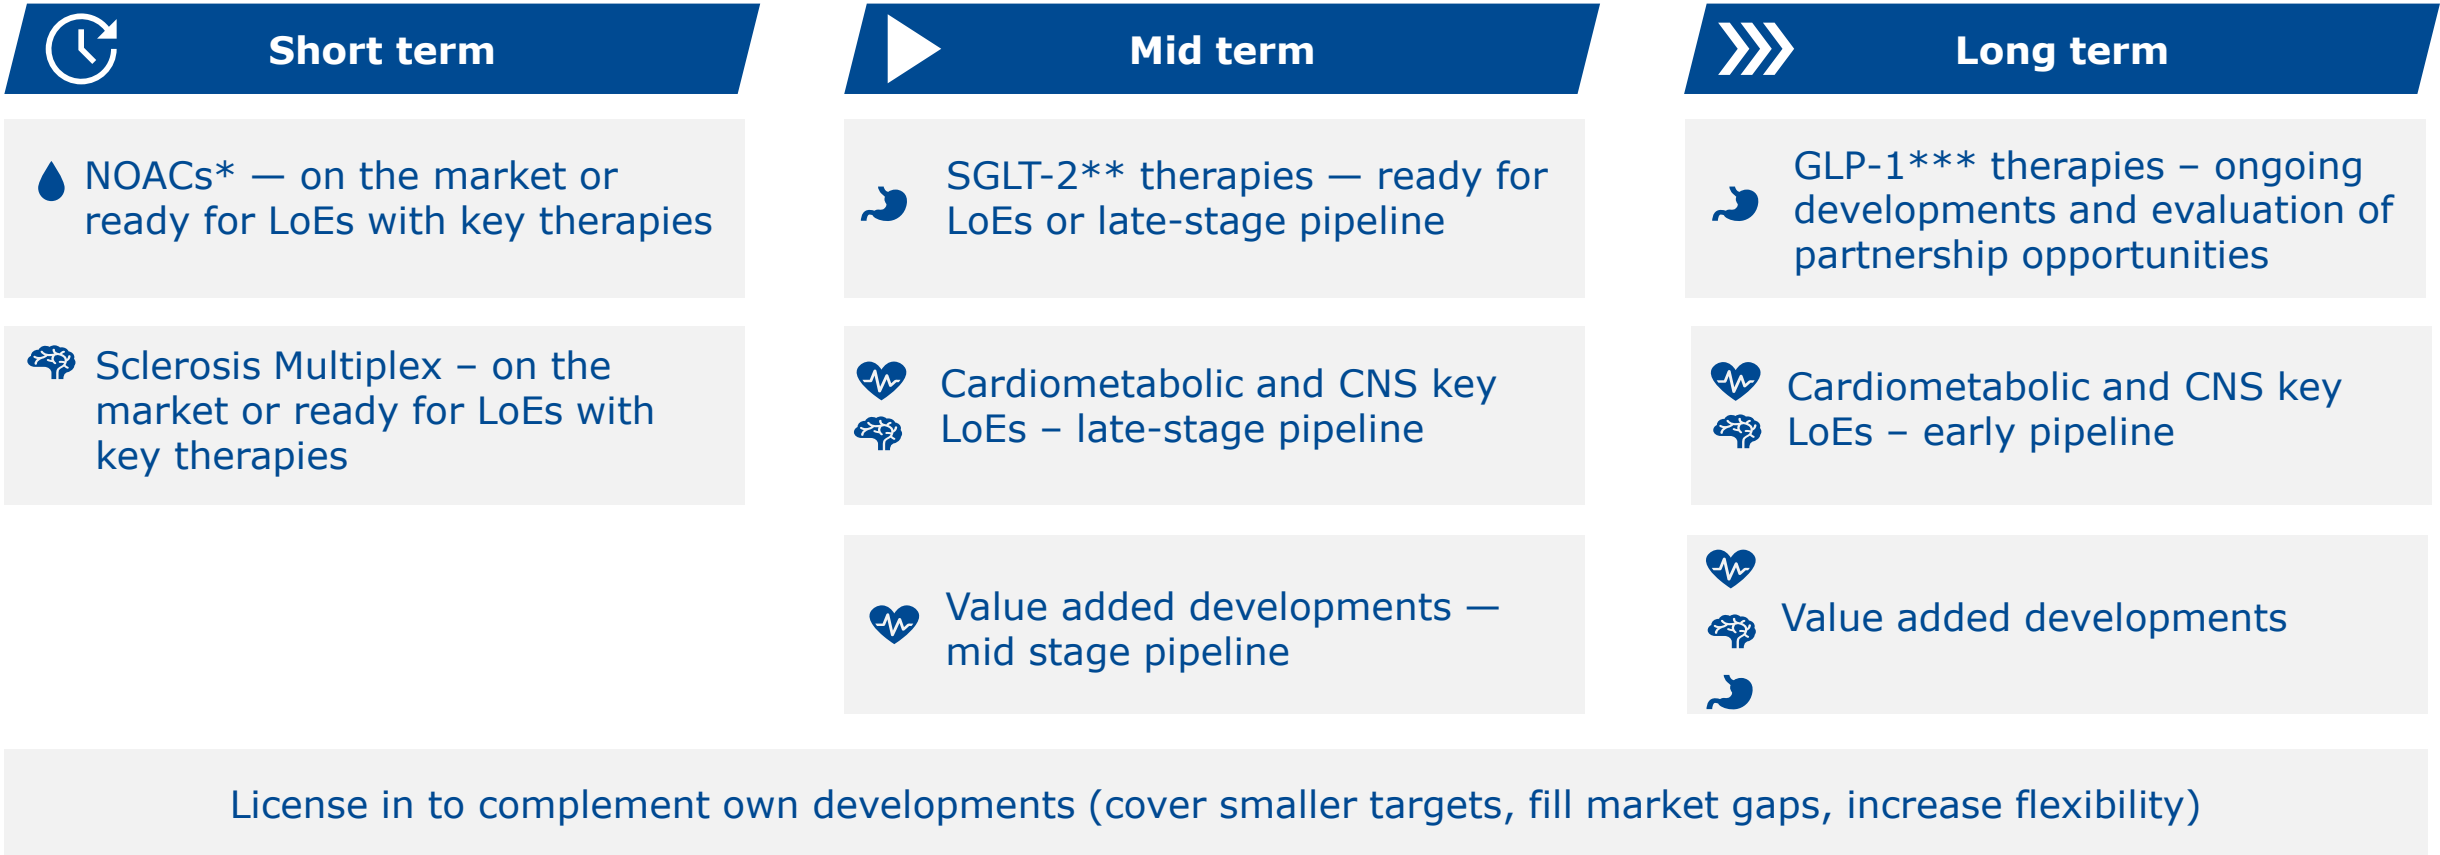 Short term
NOACs* — on the market or
ready for LoEs with key therapies
Sclerosis Multiplex – on the
market or ready for LoEs with
key therapies
Mid term
SGLT-2** therapies — ready for
LoEs or late-stage pipeline
Cardiometabolic and CNS key
LoEs – late-stage pipeline
Value added developments —
mid stage pipeline
Long term
GLP-1*** therapies – ongoing
developments and evaluation of
partnership opportunities
Cardiometabolic and CNS key
LoEs – early pipeline
Value added developments
License in to complement own developments (cover smaller targets, fill market gaps, increase flexibility)